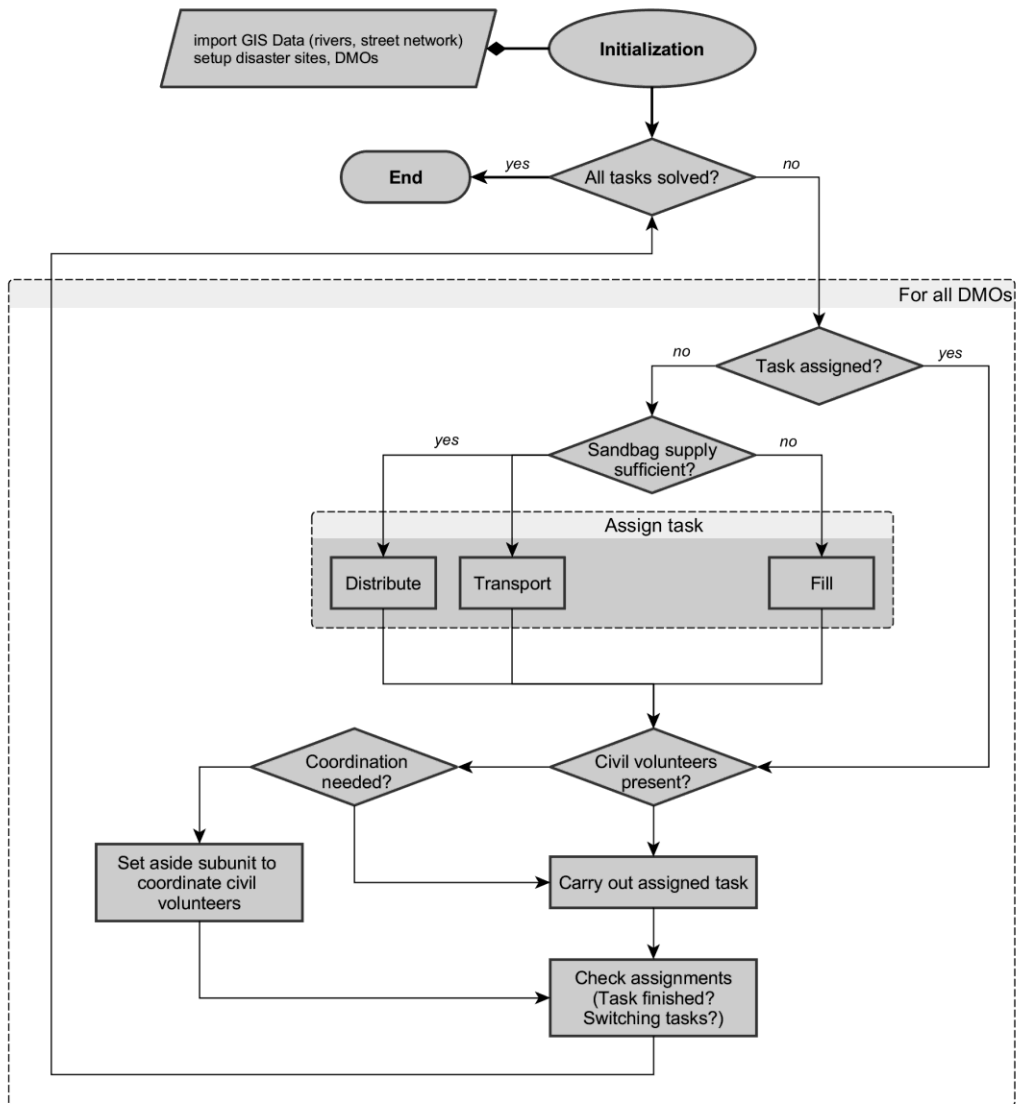 import GIS Data (rivers, street network)
setup disaster sites, DMOs
Initialization
End
yes
All tasks solved?
no
For all DMOs
no
Task assigned?
yes
yes
Sandbag supply
sufficient?
no
Assign task
Distribute
Transport
Fill
Coordination
needed?
Civil volunteers
present?
Set aside subunit to
coordinate civil
volunteers
Carry out assigned task
Check assignments
(Task finished?
Switching tasks?)